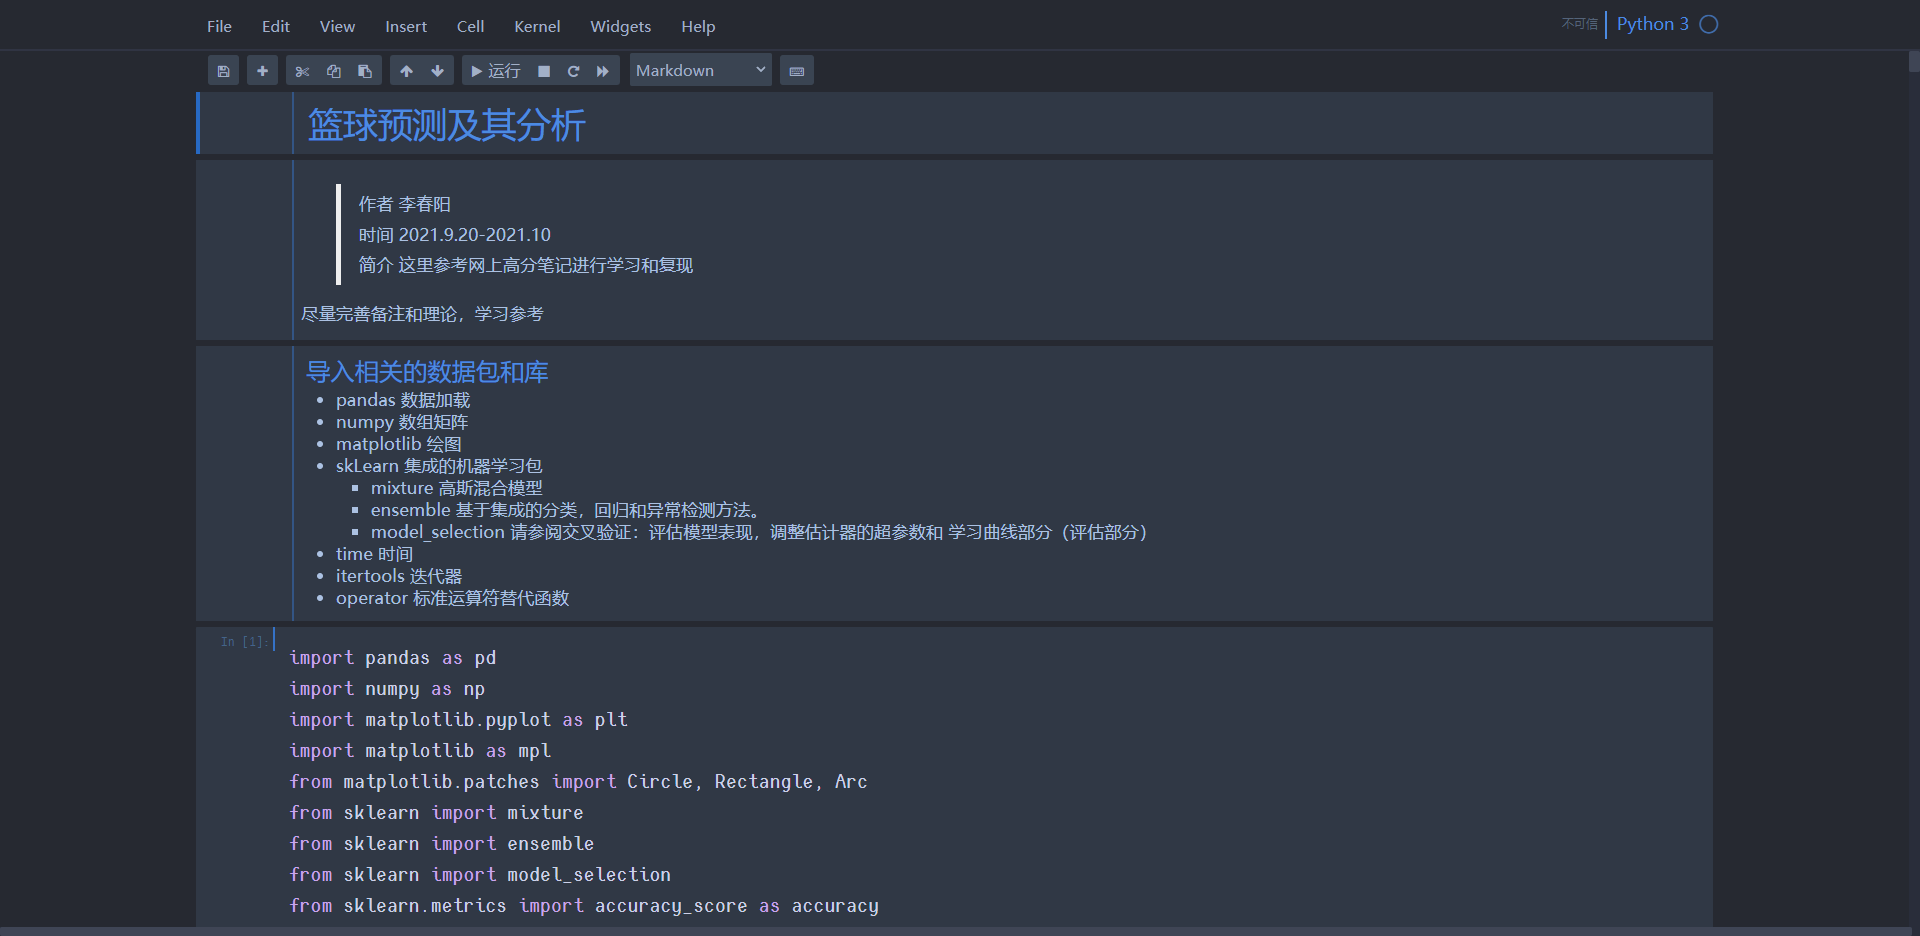 File Edit View Insert Cell Kernel Widgets Help 不可信 Python 3
运行 Markdown
篮球预测及其分析
作者 李春阳
时间 2021.9.20-2021.10
简介 这里参考网上高分笔记进行学习和复现
尽量完善备注和理论，学习参考
导入相关的数据包和库
pandas 数据加载
numpy 数组矩阵
matplotlib 绘图
skLearn 集成的机器学习包
mixture 高斯混合模型
ensemble 基于集成的分类，回归和异常检测方法。
model_selection 请参阅交叉验证：评估模型表现，调整估计器的超参数和 学习曲线部分（评估部分）
time 时间
itertools 迭代器
operator 标准运算符替代函数
In [1]:
import pandas as pd
import numpy as np
import matplotlib.pyplot as plt
import matplotlib as mpl
from matplotlib.patches import Circle, Rectangle, Arc
from sklearn import mixture
from sklearn import ensemble
from sklearn import model_selection
from sklearn.metrics import accuracy_score as accuracy